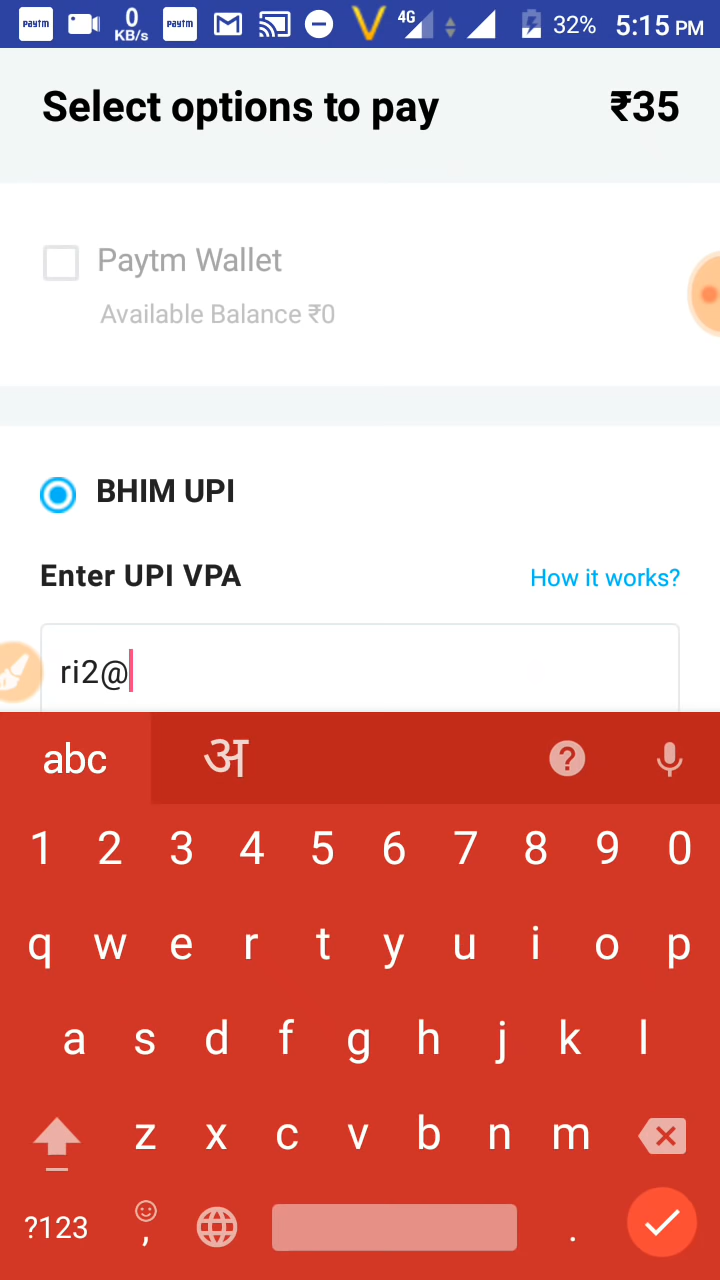 paytm 0 KB/s paytm 4G 32% 5:15 PM
Select options to pay ₹35
Paytm Wallet
Available Balance ₹0
BHIM UPI
Enter UPI VPA How it works?
ri2@
abc अ ?
1 2 3 4 5 6 7 8 9 0
q w e r t y u i o p
a s d f g h j k l
z x c v b n m
?123 , .